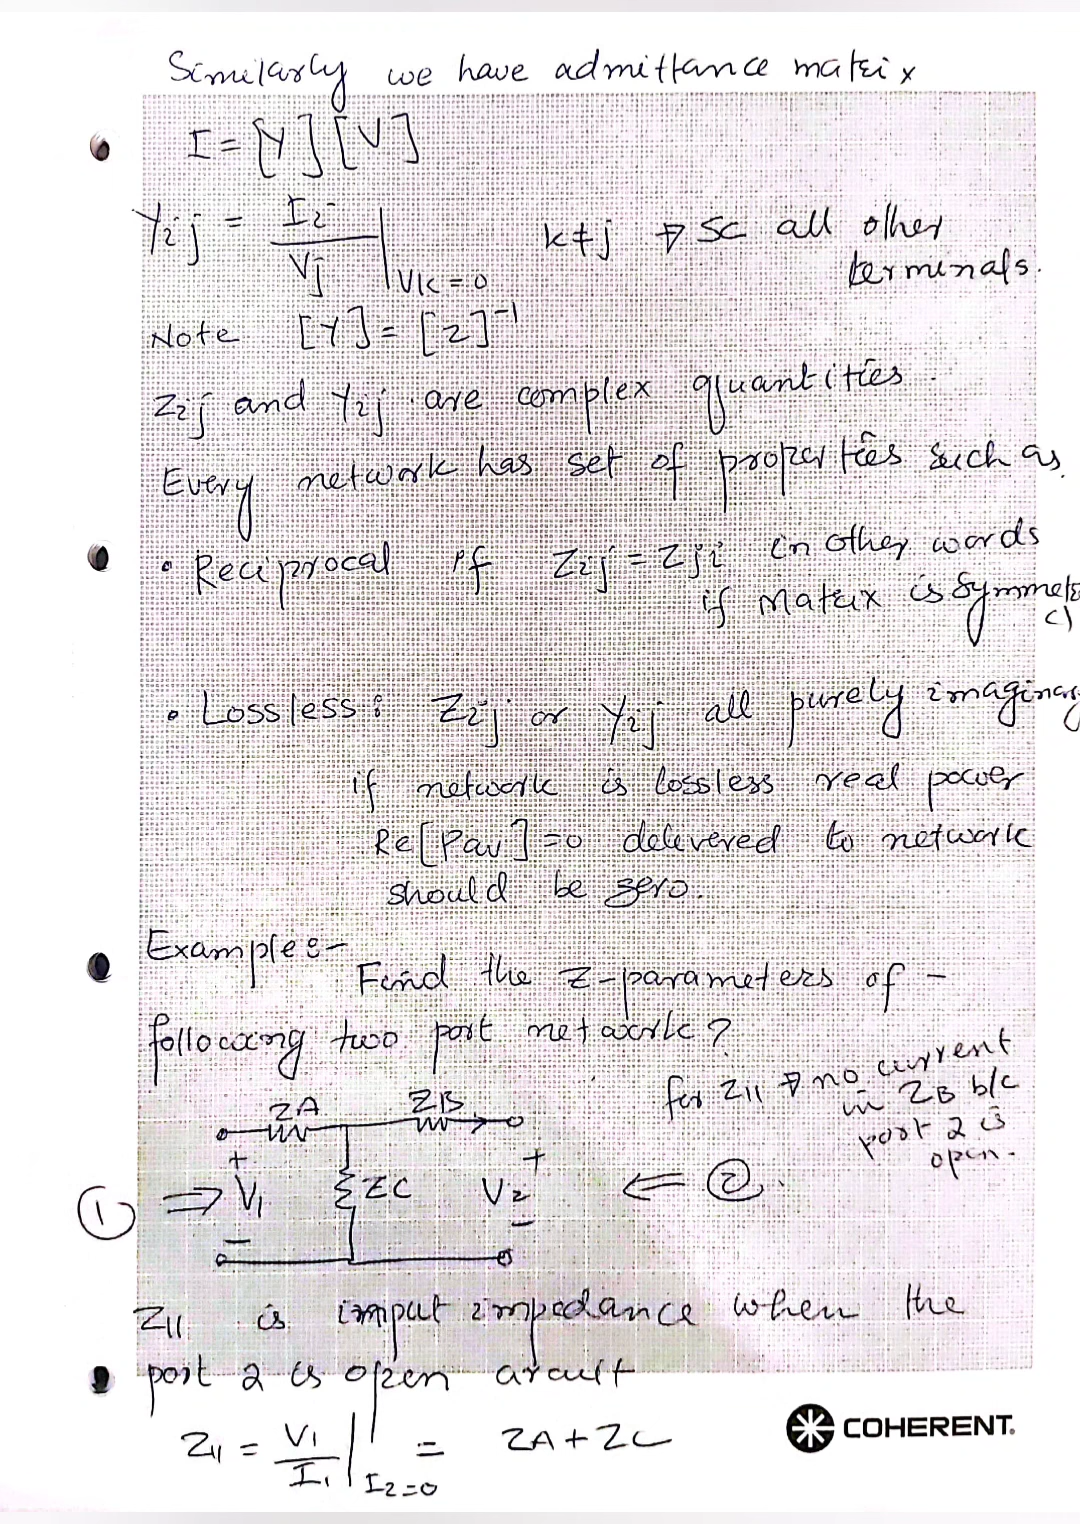 Similarly we have admittance matrix
I = [Y] [V]
Yij = Ii / Vj | Vk = 0   k ≠ j ⇒ SC all other
terminals.
Note [Y] = [Z]^-1
Zij and Yij are complex quantities.
Every network has set of properties such as
• Reciprocal if Zij = Zji in other words
if Matrix is Symmetr
cl
• Lossless: Zij or Yij all purely imaginary
if network is lossless real power
Re[Pav] = 0 delivered to network
should be zero.
Example:-
Find the Z-parameters of -
following two port network?
for Z11 ⇒ no current
in ZB b/c
port 2 is
open.
ZA ZB
+ +
① ⇒ V1 ZC V2 ⇐ ②.
- -
Z11 is input impedance when the
port 2 is open circuit
Z11 = V1 / I1 | I2=0 = ZA + ZC
COHERENT.